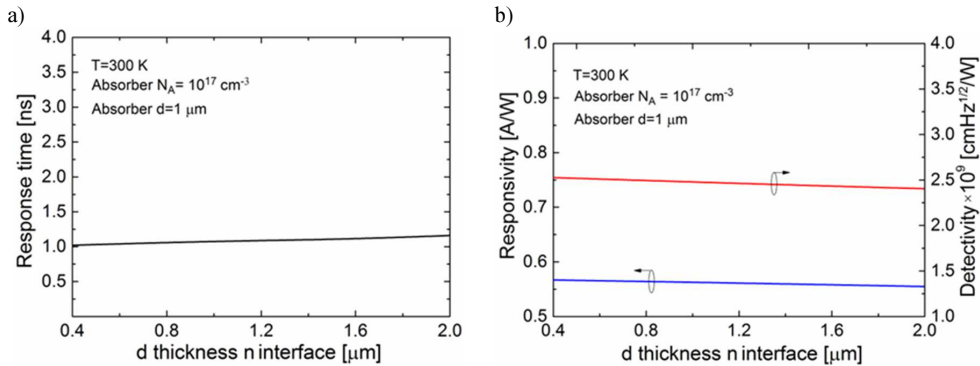 a)
4.0
3.5
3.0
2.5
2.0
1.5
1.0
0.5
Response time [ns]
T=300 K
Absorber N_A= 10^17 cm^-3
Absorber d=1 μm
0.4 0.8 1.2 1.6 2.0
d thickness n interface [μm]
b)
1.0
0.9
0.8
0.7
0.6
0.5
Responsivity [A/W]
T=300 K
Absorber N_A = 10^17 cm^-3
Absorber d=1 μm
4.0
3.5
3.0
2.5
2.0
1.5
1.0
Detectivity×10^9 [cmHz^1/2/W]
0.4 0.8 1.2 1.6 2.0
d thickness n interface [μm]